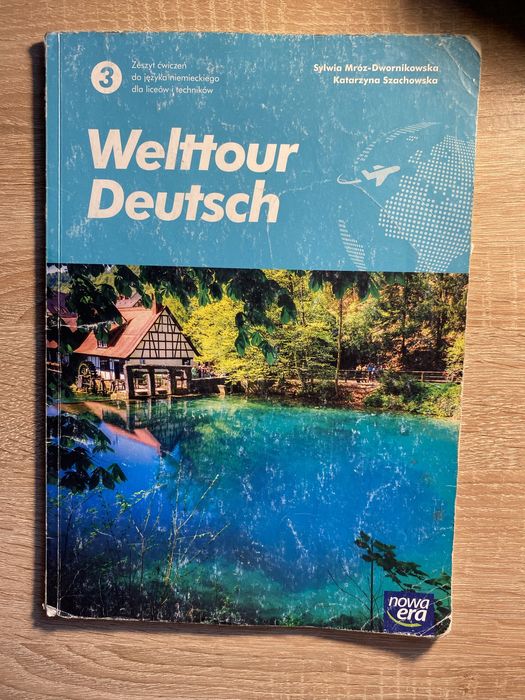 3
Zeszyt ćwiczeń
do języka niemieckiego
dla liceów i techników
Sylwia Mróz-Dwornikowska
Katarzyna Szachowska
Welttour
Deutsch
nowa
era